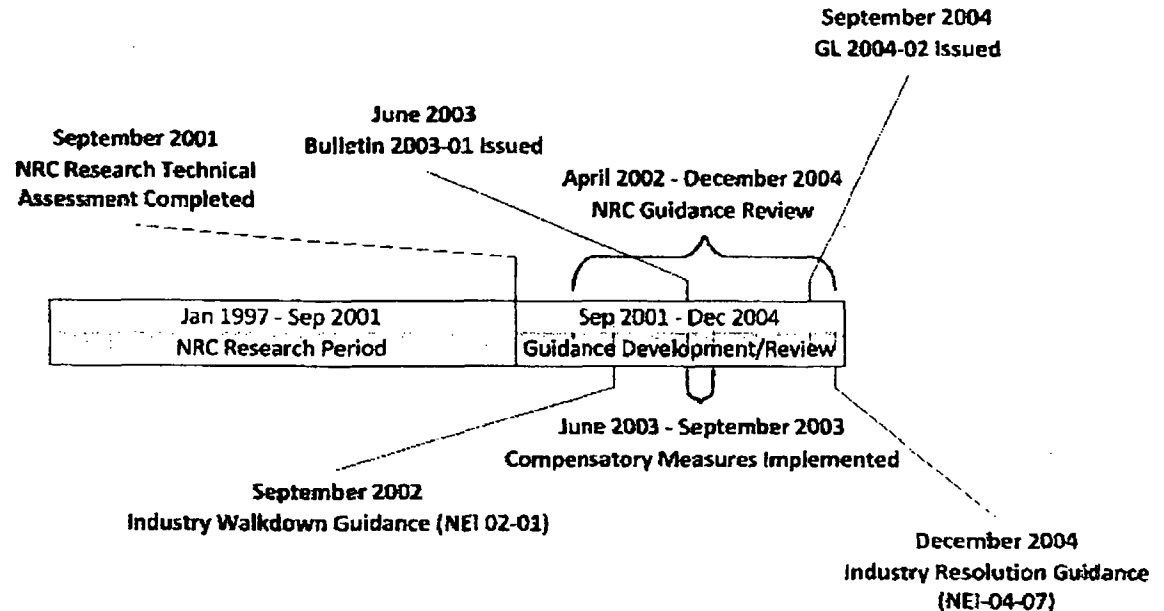 September 2004
GL 2004-02 Issued
June 2003
Bulletin 2003-01 Issued
September 2001
NRC Research Technical
Assessment Completed
April 2002 - December 2004
NRC Guidance Review
Jan 1997 - Sep 2001
NRC Research Period
Sep 2001 - Dec 2004
Guidance Development/Review
June 2003 - September 2003
Compensatory Measures Implemented
September 2002
Industry Walkdown Guidance (NEI 02-01)
December 2004
Industry Resolution Guidance
(NEI-04-07)